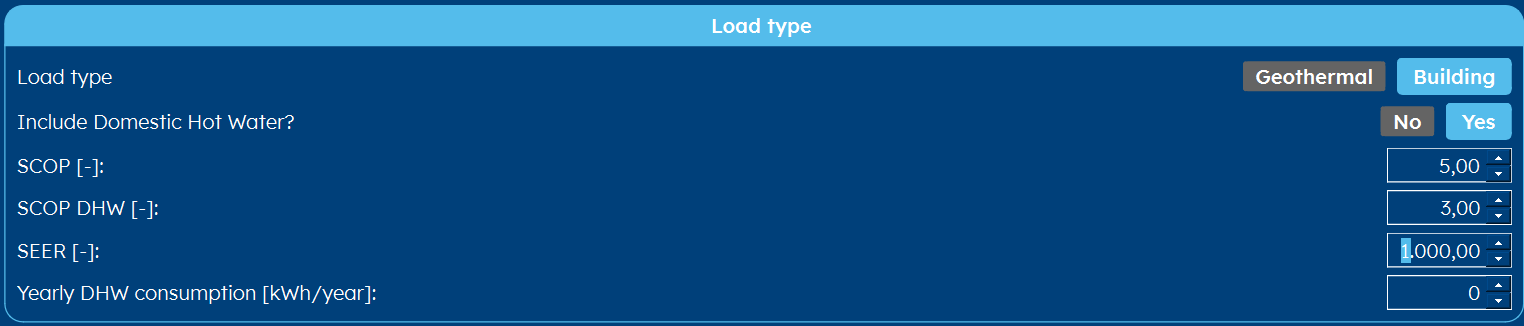 Load type
Load type Geothermal Building
Include Domestic Hot Water? No Yes
SCOP [-]: 5,00
SCOP DHW [-]: 3,00
SEER [-]: 1.000,00
Yearly DHW consumption [kWh/year]: 0